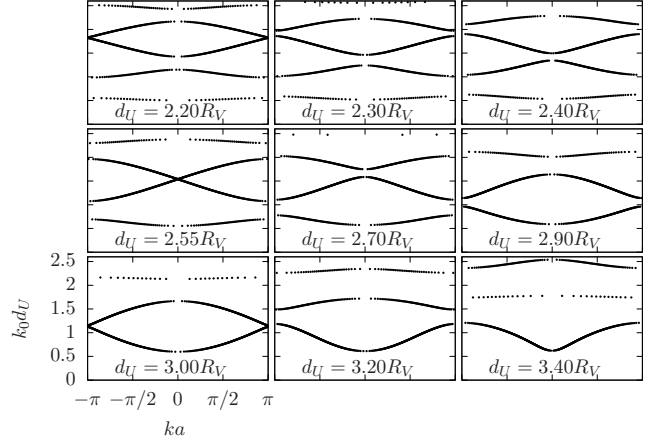 d_U = 2.20R_V
d_U = 2.30R_V
d_U = 2.40R_V
d_U = 2.55R_V
d_U = 2.70R_V
d_U = 2.90R_V
2.5
2
1.5
1
0.5
0
k_0d_U
d_U = 3.00R_V
d_U = 3.20R_V
d_U = 3.40R_V
−π −π/2 0 π/2 π
ka